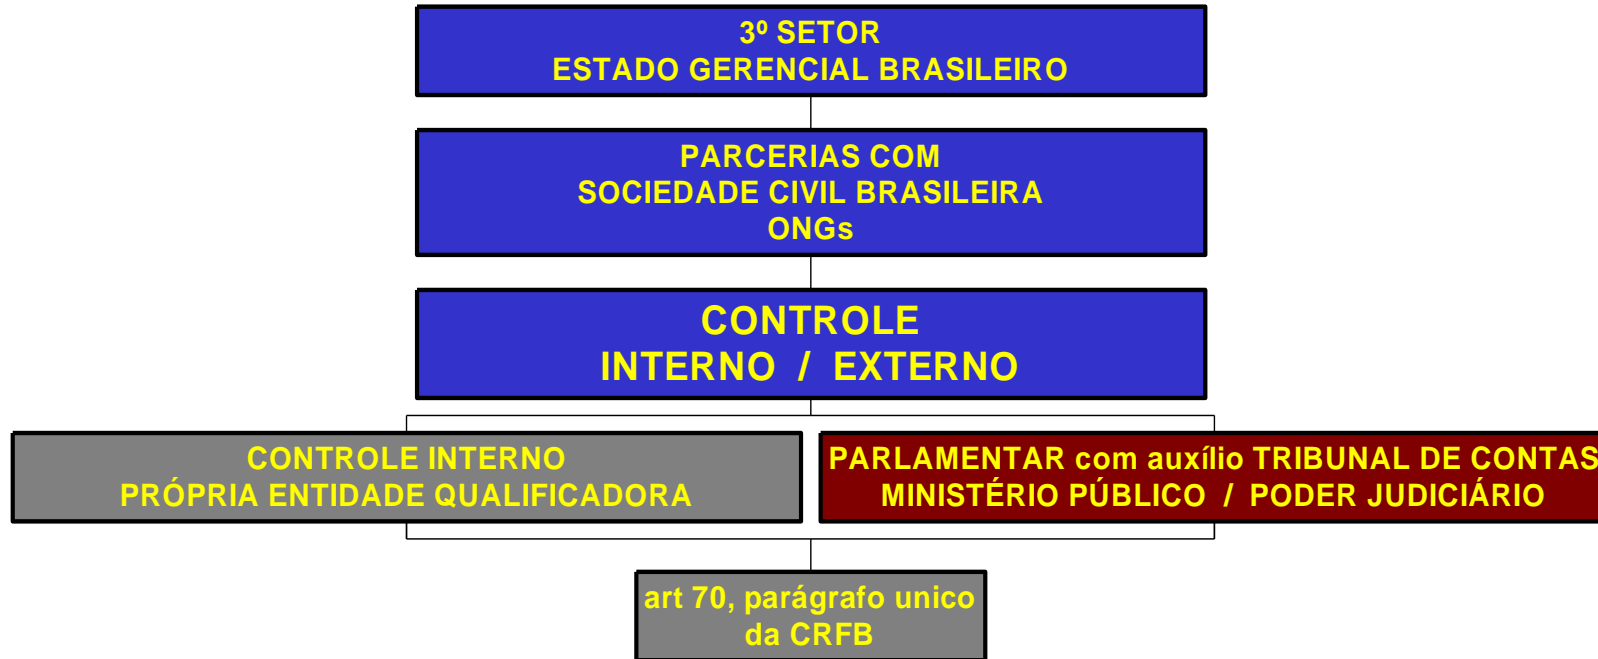 3º SETOR
ESTADO GERENCIAL BRASILEIRO
PARCERIAS COM
SOCIEDADE CIVIL BRASILEIRA
ONGs
CONTROLE
INTERNO / EXTERNO
CONTROLE INTERNO
PRÓPRIA ENTIDADE QUALIFICADORA
PARLAMENTAR com auxílio TRIBUNAL DE CONTAS
MINISTÉRIO PÚBLICO / PODER JUDICIÁRIO
art 70, parágrafo unico
da CRFB